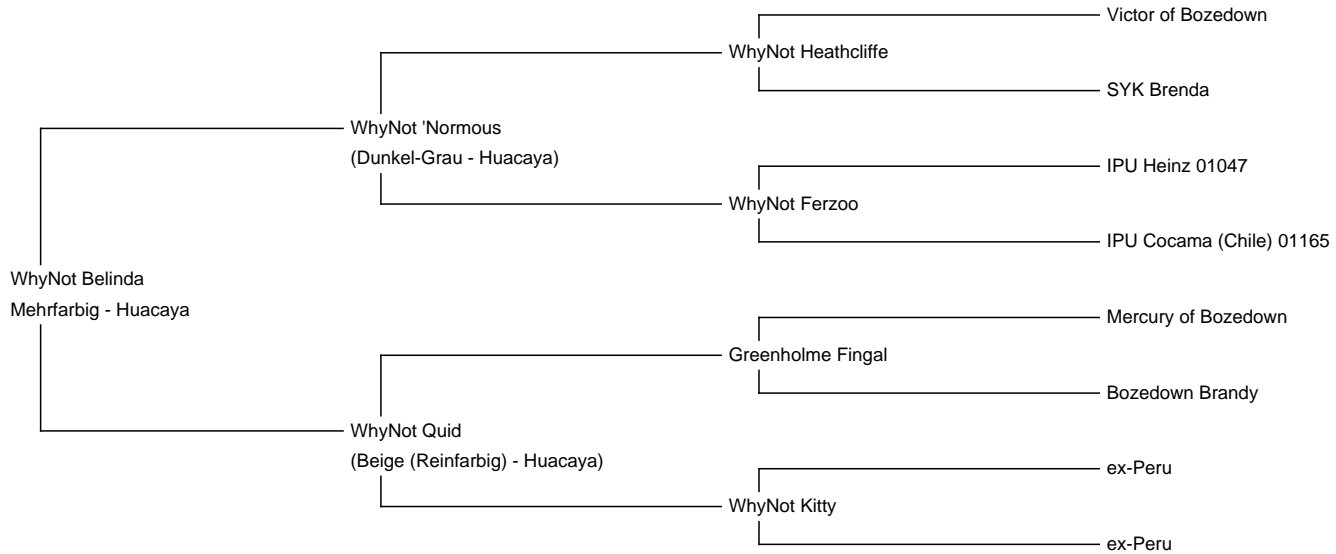 Victor of Bozedown
WhyNot Heathcliffe
SYK Brenda
WhyNot 'Normous
(Dunkel-Grau - Huacaya)
IPU Heinz 01047
WhyNot Ferzoo
IPU Cocama (Chile) 01165
WhyNot Belinda
Mehrfarbig - Huacaya
Mercury of Bozedown
Greenholme Fingal
Bozedown Brandy
WhyNot Quid
(Beige (Reinfarbig) - Huacaya)
ex-Peru
WhyNot Kitty
ex-Peru